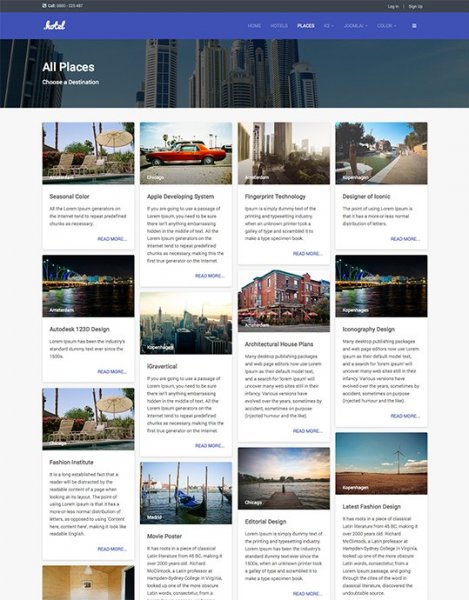 Call: 0800 - 123 487
Log in | Sign Up
.hotel
HOME HOTELS PLACES K2 JOOMLA! COLOR
All Places
Choose a Destination
Amsterdam
Seasonal Color
All the Lorem Ipsum generators on
the Internet tend to repeat predefined
chunks as necessary.
READ MORE...
Amsterdam
Autodesk 123D Design
Lorem Ipsum has been the industry's
standard dummy text ever since the
1500s.
READ MORE...
Amsterdam
Fashion Institute
It is a long established fact that a
reader will be distracted by the
readable content of a page when
looking at its layout. The point of
using Lorem Ipsum is that it has a
more-or-less normal distribution of
letters, as opposed to using 'Content
here, content here', making it look like
readable English.
READ MORE...
Chicago
Apple Developing System
If you are going to use a passage of
Lorem Ipsum, you need to be sure
there isn't anything embarrassing
hidden in the middle of text. All the
Lorem Ipsum generators on the
Internet tend to repeat predefined
chunks as necessary, making this the
first true generator on the Internet.
READ MORE...
Kopenhagen
iGravertical
If you are going to use a passage of
Lorem Ipsum, you need to be sure
there isn't anything embarrassing
hidden in the middle of text. All the
Lorem Ipsum generators on the
Internet tend to repeat predefined
chunks as necessary, making this the
first true generator on the Internet.
READ MORE...
Madrid
Movie Poster
It has roots in a piece of classical
Latin literature from 45 BC, making it
over 2000 years old. Richard
McClintock, a Latin professor at
Hampden-Sydney College in Virginia,
looked up one of the more obscure
Latin words, consectetur, from a
Lorem Ipsum passage, and going
Amsterdam
Fingerprint Technology
Ipsum is simply dummy text of the
printing and typesetting industry.
when an unknown printer took a
galley of type and scrambled it to
make a type specimen book.
READ MORE...
Amsterdam
Architectural House Plans
Many desktop publishing packages
and web page editors now use Lorem
Ipsum as their default model text,
and a search for 'lorem ipsum' will
uncover many web sites still in their
infancy. Various versions have
evolved over the years, sometimes by
accident, sometimes on purpose
(injected humour and the like).
READ MORE...
Chicago
Editorial Design
Lorem Ipsum is simply dummy text of
the printing and typesetting industry.
Lorem Ipsum has been the industry's
standard dummy text ever since the
1500s, when an unknown printer took
a galley of type and scrambled it to
make a type specimen book.
READ MORE...
Kopenhagen
Designer of Iconic
The point of using Lorem Ipsum is
that it has a more-or-less normal
distribution of letters.
READ MORE...
Kopenhagen
Iconography Design
Many desktop publishing packages
and web page editors now use Lorem
Ipsum as their default model text,
and a search for 'lorem ipsum' will
uncover many web sites still in their
infancy. Various versions have
evolved over the years, sometimes by
accident, sometimes on purpose
(injected humour and the like).
READ MORE...
Kopenhagen
Latest Fashion Design
It has roots in a piece of classical
Latin literature from 45 BC, making it
over 2000 years old. Richard
McClintock, a Latin professor at
Hampden-Sydney College in Virginia,
looked up one of the more obscure
Latin words, consectetur, from a
Lorem Ipsum passage, and going
through the cites of the word in
classical literature, discovered the
undoubtable source.